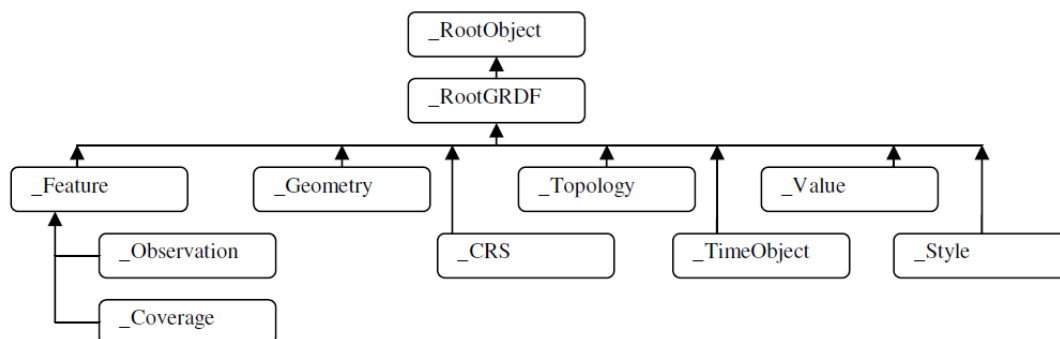 _RootObject
_RootGRDF
_Feature
_Geometry
_Topology
_Value
_Observation
_CRS
_TimeObject
_Style
_Coverage